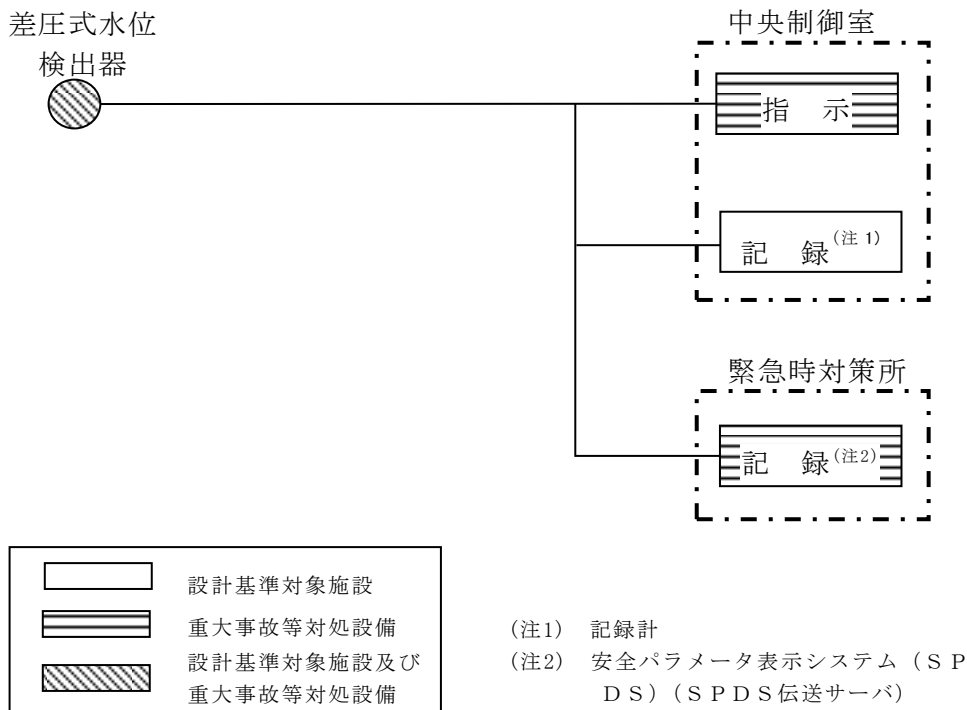 差圧式水位
検出器
中央制御室
指 示
記 録(注1)
緊急時対策所
記 録(注2)
設計基準対象施設
重大事故等対処設備
設計基準対象施設及び
重大事故等対処設備
(注1) 記録計
(注2) 安全パラメータ表示システム(SP
DS)(SPDS伝送サーバ)